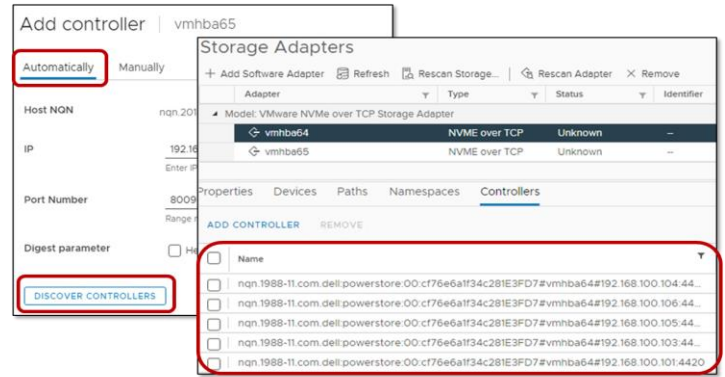 Add controller | vmhba65
Automatically Manually
Host NQN nqn.201
IP 192.16
Enter IP
Port Number 8009
Range
Digest parameter He
DISCOVER CONTROLLERS
Storage Adapters
+ Add Software Adapter Refresh Rescan Storage... | Rescan Adapter × Remove
Adapter Type Status Identifier
Model: VMware NVMe over TCP Storage Adapter
vmhba64 NVME over TCP Unknown --
vmhba65 NVME over TCP Unknown --
Properties Devices Paths Namespaces Controllers
ADD CONTROLLER REMOVE
Name
nqn.1988-11.com.dell:powerstore:00:cf76e6a1f34c281E3FD7#vmhba64#192.168.100.104:44...
nqn.1988-11.com.dell:powerstore:00:cf76e6a1f34c281E3FD7#vmhba64#192.168.100.106:44...
nqn.1988-11.com.dell:powerstore:00:cf76e6a1f34c281E3FD7#vmhba64#192.168.100.105:44...
nqn.1988-11.com.dell:powerstore:00:cf76e6a1f34c281E3FD7#vmhba64#192.168.100.103:44...
nqn.1988-11.com.dell:powerstore:00:cf76e6a1f34c281E3FD7#vmhba64#192.168.100.101:4420